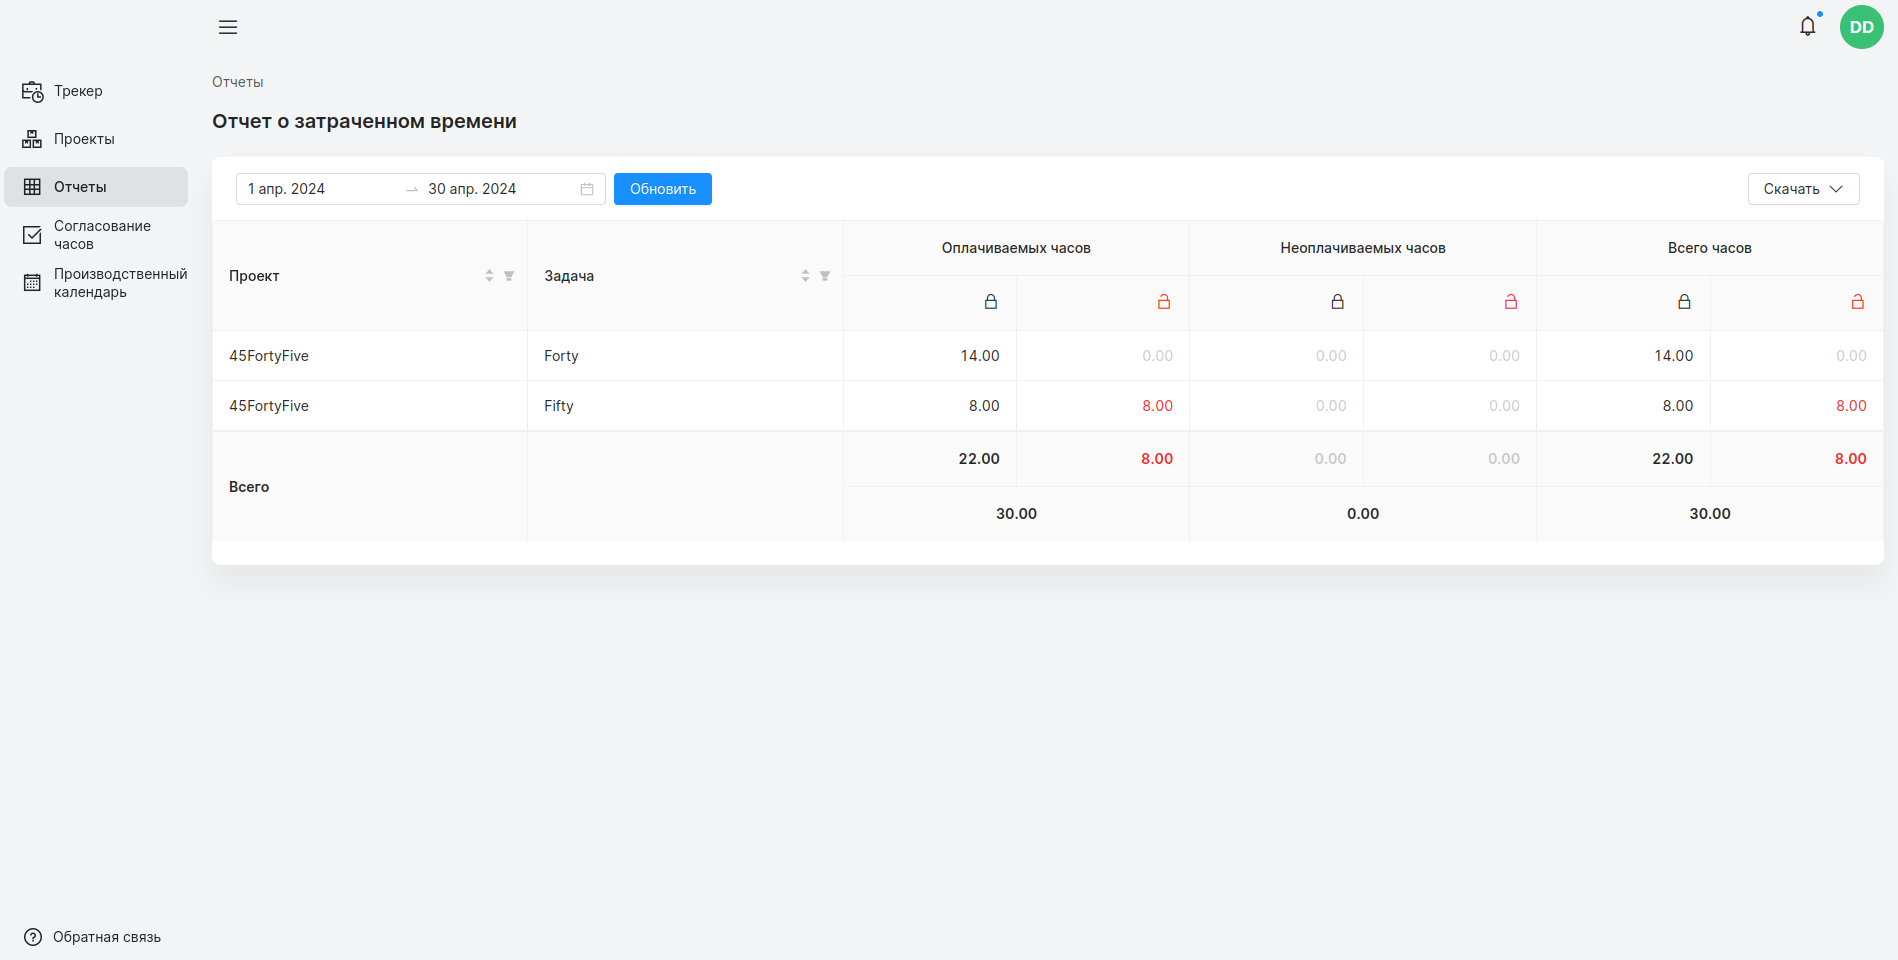 DD
Трекер
Проекты
Отчеты
Согласование
часов
Производственный
календарь
Обратная связь
Отчеты
Отчет о затраченном времени
1 апр. 2024 → 30 апр. 2024 Обновить Скачать
Проект Задача Оплачиваемых часов Неоплачиваемых часов Всего часов
45FortyFive Forty 14.00 0.00 0.00 0.00 14.00 0.00
45FortyFive Fifty 8.00 8.00 0.00 0.00 8.00 8.00
Всего 22.00 8.00 0.00 0.00 22.00 8.00
30.00 0.00 30.00